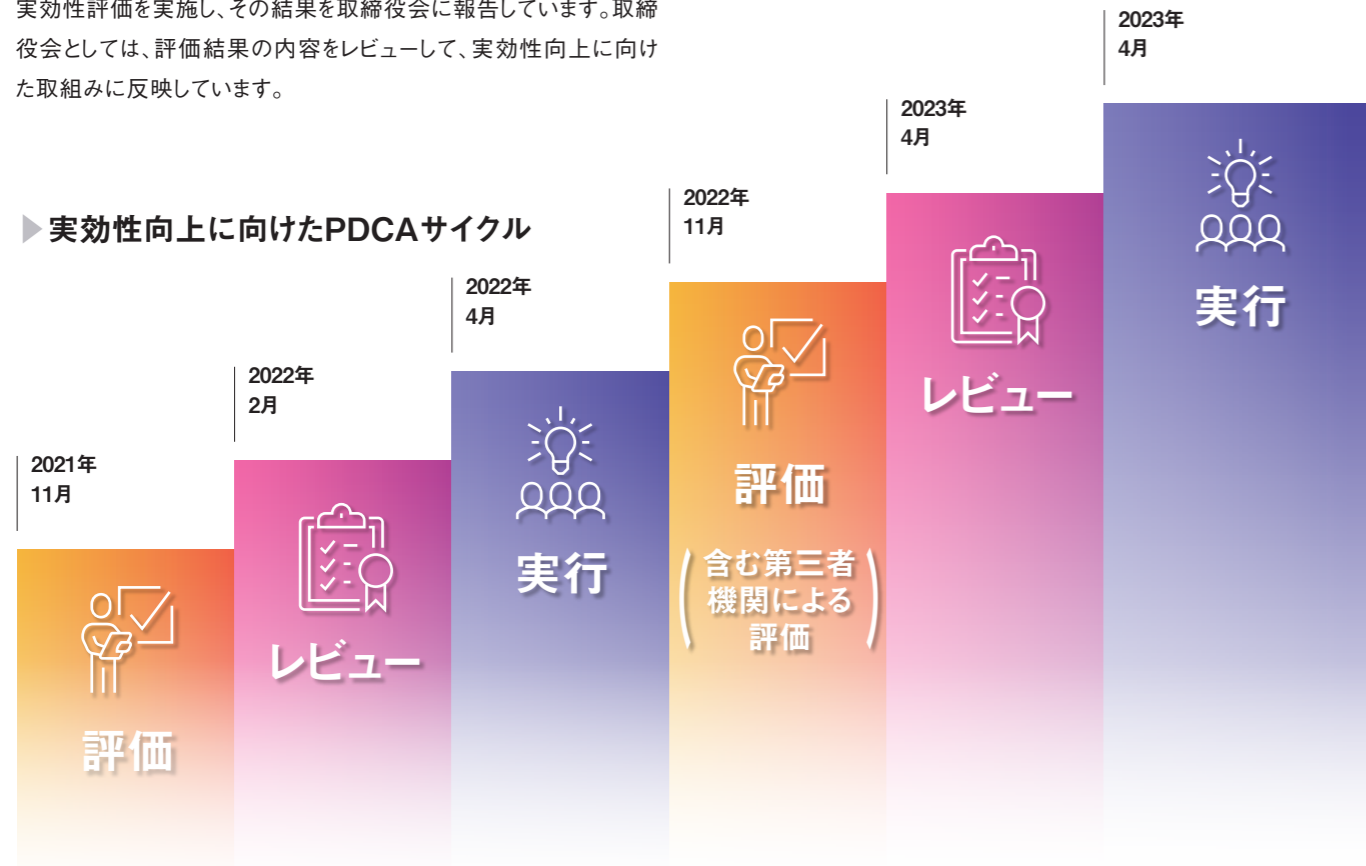 実効性評価を実施し、その結果を取締役会に報告しています。取締
役会としては、評価結果の内容をレビューして、実効性向上に向け
た取組みに反映しています。
▶実効性向上に向けたPDCAサイクル
2021年
11月
評価
2022年
2月
レビュー
2022年
4月
実行
2022年
11月
評価
(含む第三者
機関による
評価)
2023年
4月
レビュー
2023年
4月
実行